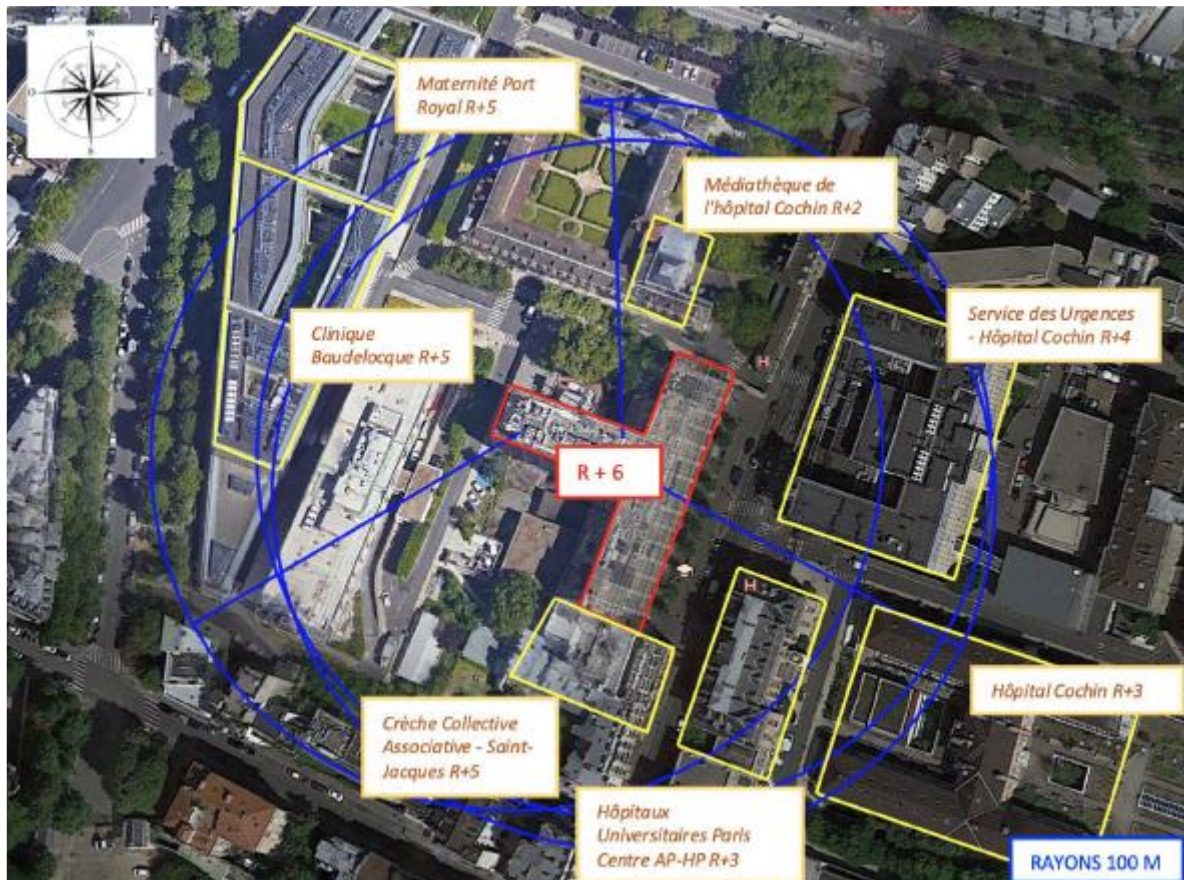 N
O
E
S
Maternité Port
Royal R+5
Médiathèque de
l'hôpital Cochin R+2
Clinique
Baudelocque R+5
Service des Urgences
- Hôpital Cochin R+4
H
R + 6
H
Hôpital Cochin R+3
Crèche Collective
Associative - Saint-
Jacques R+5
Hôpitaux
Universitaires Paris
Centre AP-HP R+3
RAYONS 100 M